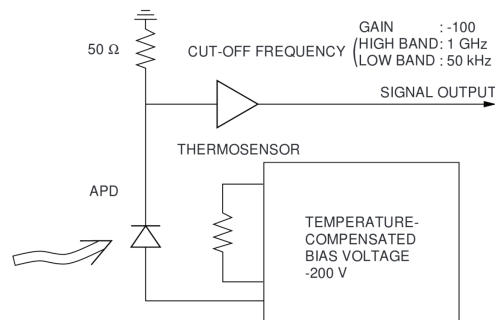 GAIN : -100
50 Ω
CUT-OFF FREQUENCY
HIGH BAND: 1 GHz
LOW BAND : 50 kHz
SIGNAL OUTPUT
THERMOSENSOR
APD
TEMPERATURE-
COMPENSATED
BIAS VOLTAGE
-200 V